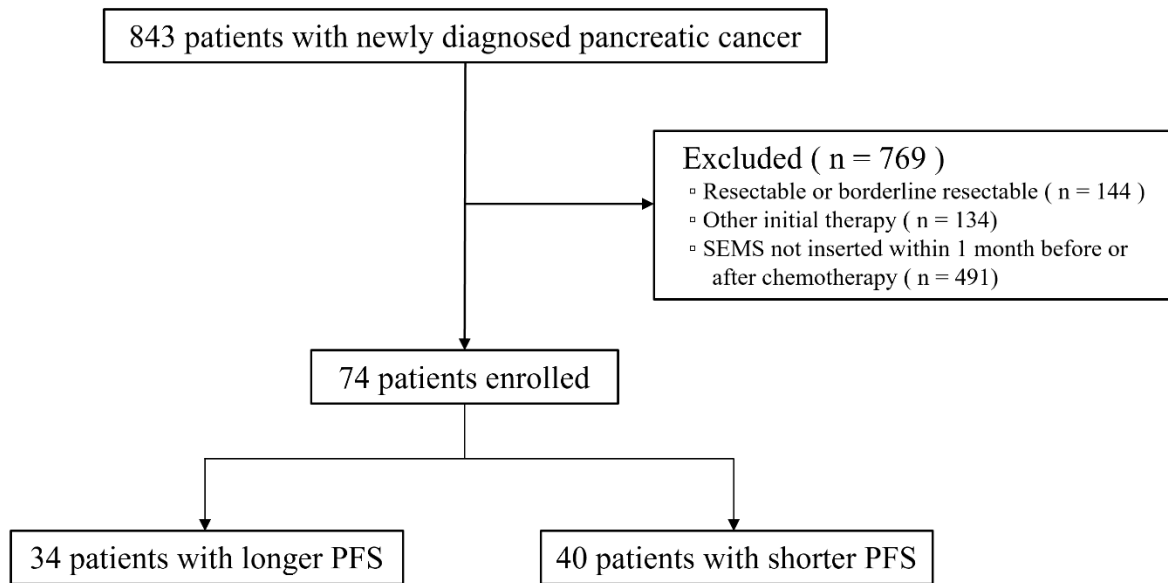 843 patients with newly diagnosed pancreatic cancer
Excluded ( n = 769 )
▫ Resectable or borderline resectable ( n = 144 )
▫ Other initial therapy ( n = 134)
▫ SEMS not inserted within 1 month before or
after chemotherapy ( n = 491)
74 patients enrolled
34 patients with longer PFS
40 patients with shorter PFS